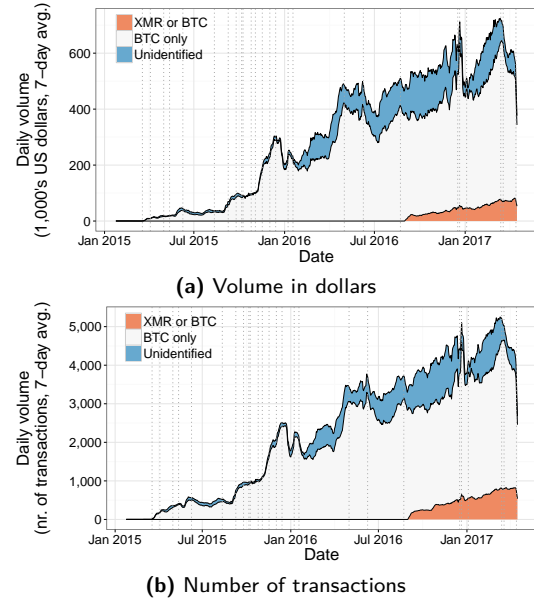 XMR or BTC
BTC only
Unidentified
Daily volume
(1,000's US dollars, 7−day avg.)
600
400
200
0
Jan 2015 Jul 2015 Jan 2016 Jul 2016 Jan 2017
Date
(a) Volume in dollars
XMR or BTC
BTC only
Unidentified
Daily volume
(nr. of transactions, 7−day avg.)
5,000
4,000
3,000
2,000
1,000
0
Jan 2015 Jul 2015 Jan 2016 Jul 2016 Jan 2017
Date
(b) Number of transactions